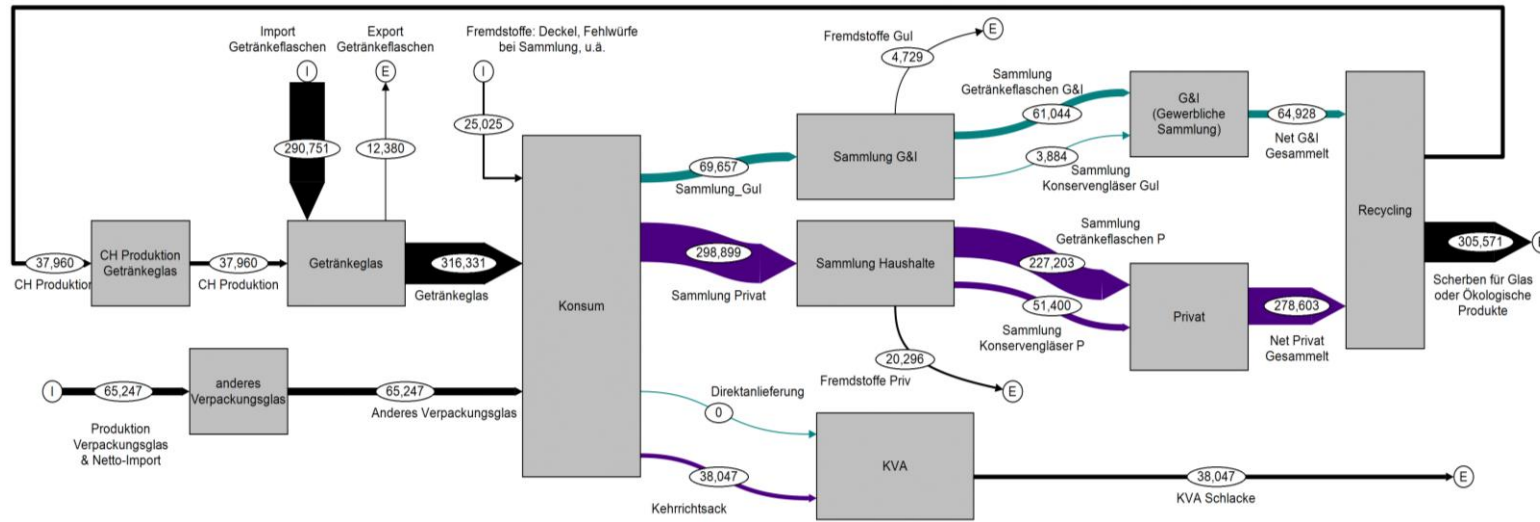 Import
Getränkeflaschen
I
290,751
Export
Getränkeflaschen
E
12,380
Fremdstoffe: Deckel, Fehlwürfe
bei Sammlung, u.ä.
I
25,025
Fremdstoffe GuI
4,729
E
37,960
CH Produktion
CH Produktion
Getränkeglas
37,960
CH Produktion
Getränkeglas
316,331
Getränkeglas
I
65,247
Produktion
Verpackungsglas
& Netto-Import
anderes
Verpackungsglas
65,247
Anderes Verpackungsglas
Konsum
69,657
Sammlung_GuI
Sammlung G&I
Sammlung
Getränkeflaschen G&I
61,044
3,884
Sammlung
Konservengläser GuI
G&I
(Gewerbliche
Sammlung)
64,928
Net G&I
Gesammelt
298,899
Sammlung Privat
Sammlung Haushalte
Sammlung
Getränkeflaschen P
227,203
51,400
Sammlung
Konservengläser P
20,296
Fremdstoffe Priv
E
Privat
278,603
Net Privat
Gesammelt
Recycling
305,571
Scherben für Glas
oder Ökologische
Produkte
Direktanlieferung
0
38,047
Kehrrichtsack
KVA
38,047
KVA Schlacke
E